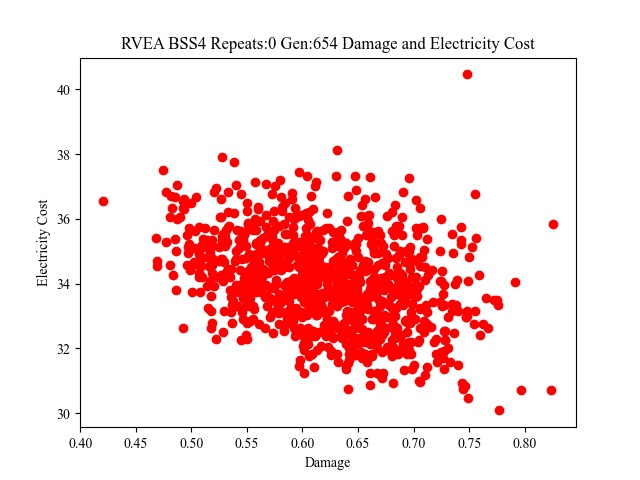 RVEA BSS4 Repeats:0 Gen:654 Damage and Electricity Cost
40
38
36
34
32
30
Electricity Cost
0.40 0.45 0.50 0.55 0.60 0.65 0.70 0.75 0.80
Damage